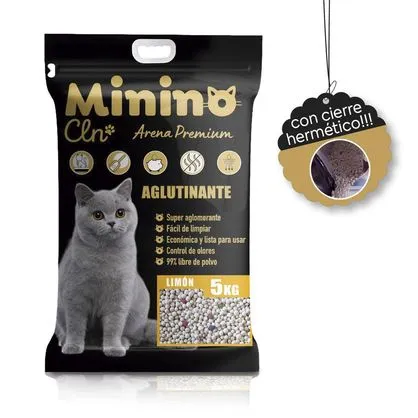 Minino
Cln
Arena Premium
AGLUTINANTE
Super aglomerante
Fácil de limpiar
Económica y lista para usar
Control de olores
99% libre de polvo
LIMÓN
5KG
con cierre
hermético!!!